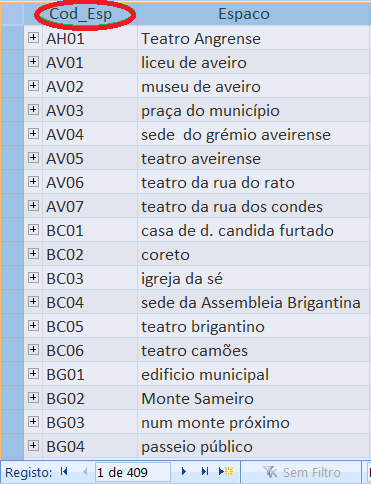 Cod_Esp Espaco
AH01 Teatro Angrense
AV01 liceu de aveiro
AV02 museu de aveiro
AV03 praça do município
AV04 sede do grémio aveirense
AV05 teatro aveirense
AV06 teatro da rua do rato
AV07 teatro da rua dos condes
BC01 casa de d. candida furtado
BC02 coreto
BC03 igreja da sé
BC04 sede da Assembleia Brigantina
BC05 teatro brigantino
BC06 teatro camões
BG01 edificio municipal
BG02 Monte Sameiro
BG03 num monte próximo
BG04 passeio público
Registo: 1 de 409 Sem Filtro